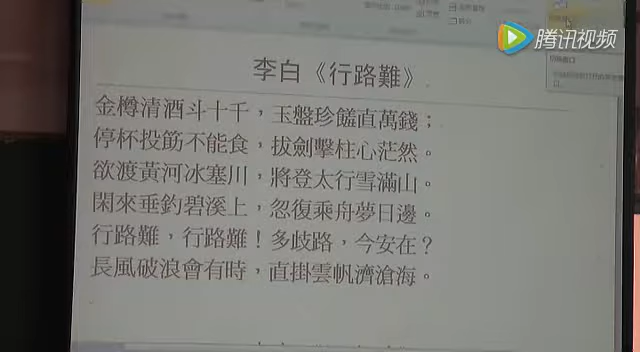 腾讯视频
李白《行路難》
金樽清酒斗十千，玉盤珍饈直萬錢；
停杯投筯不能食，拔劍擊柱心茫然。
欲渡黃河冰塞川，將登太行雪滿山。
閑來垂釣碧溪上，忽復乘舟夢日邊。
行路難，行路難！多歧路，今安在？
長風破浪會有時，直掛雲帆濟滄海。